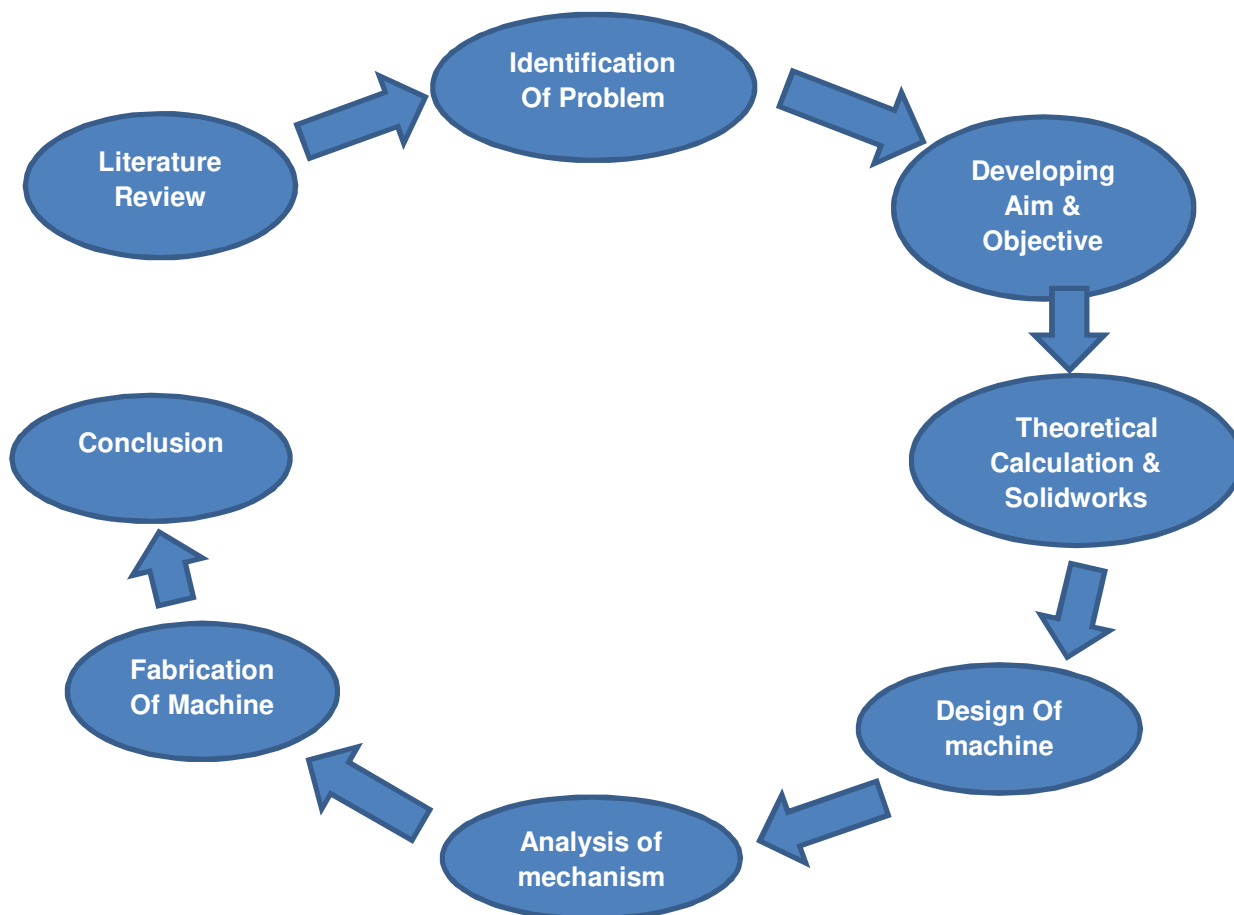 Literature
Review
Identification
Of Problem
Developing
Aim &
Objective
Theoretical
Calculation &
Solidworks
Design Of
machine
Analysis of
mechanism
Fabrication
Of Machine
Conclusion